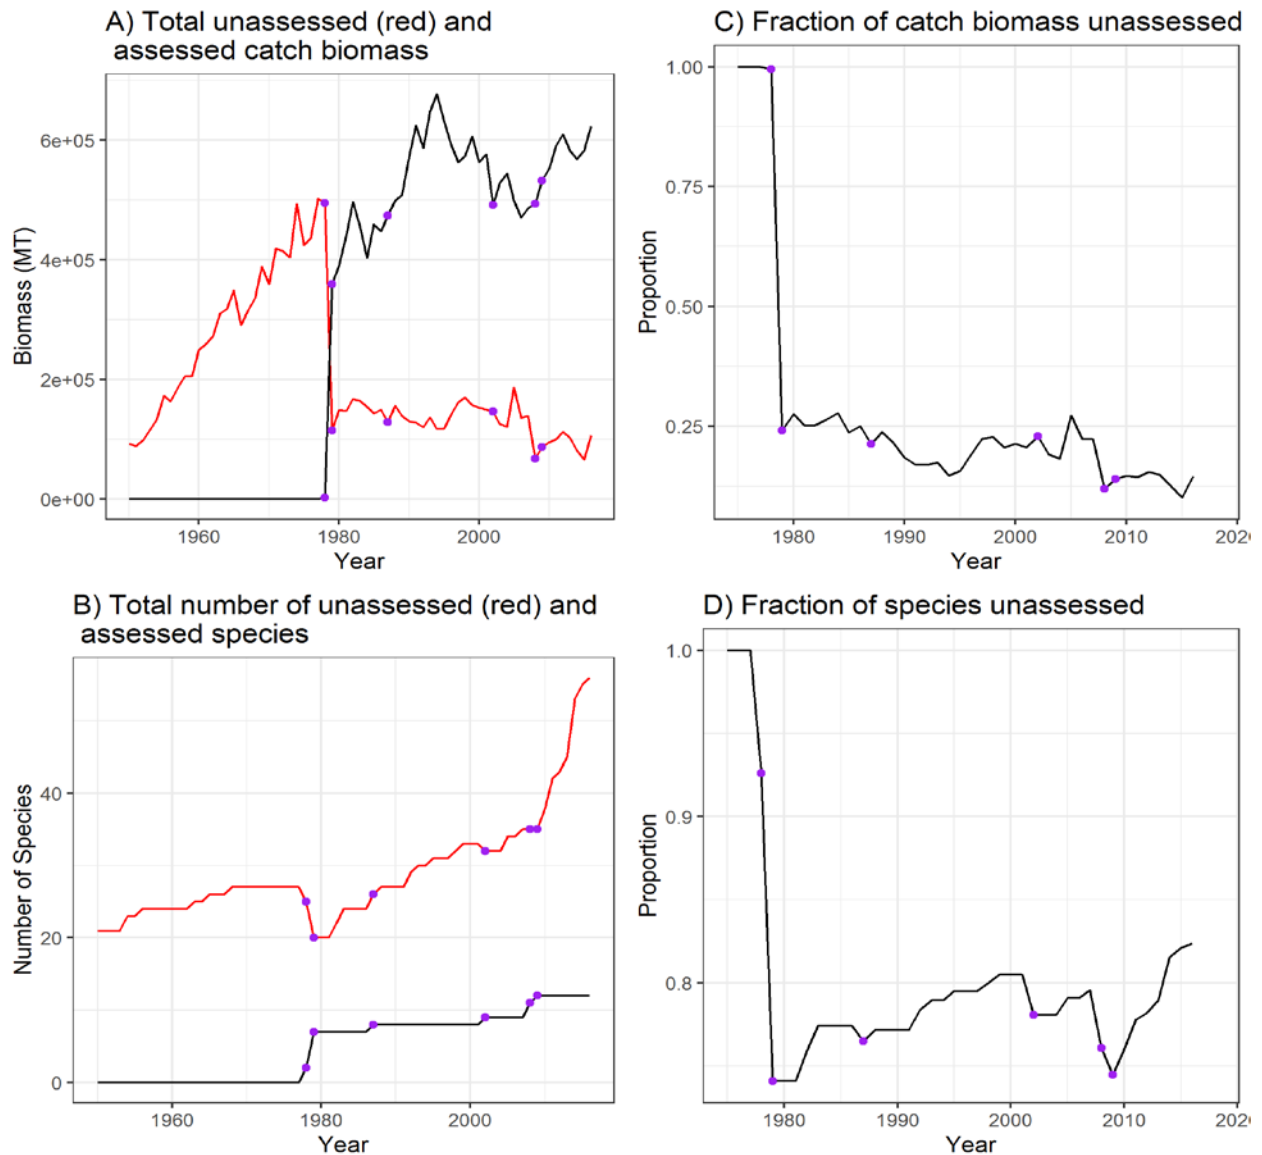 A) Total unassessed (red) and
assessed catch biomass
6e+05
4e+05
2e+05
0e+00
Biomass (MT)
1960
1980
2000
Year
C) Fraction of catch biomass unassessed
1.00
0.75
0.50
0.25
Proportion
1980
1990
2000
2010
202
Year
B) Total number of unassessed (red) and
assessed species
40
20
0
Number of Species
1960
1980
2000
Year
D) Fraction of species unassessed
1.0
0.9
0.8
Proportion
1980
1990
2000
2010
202
Year